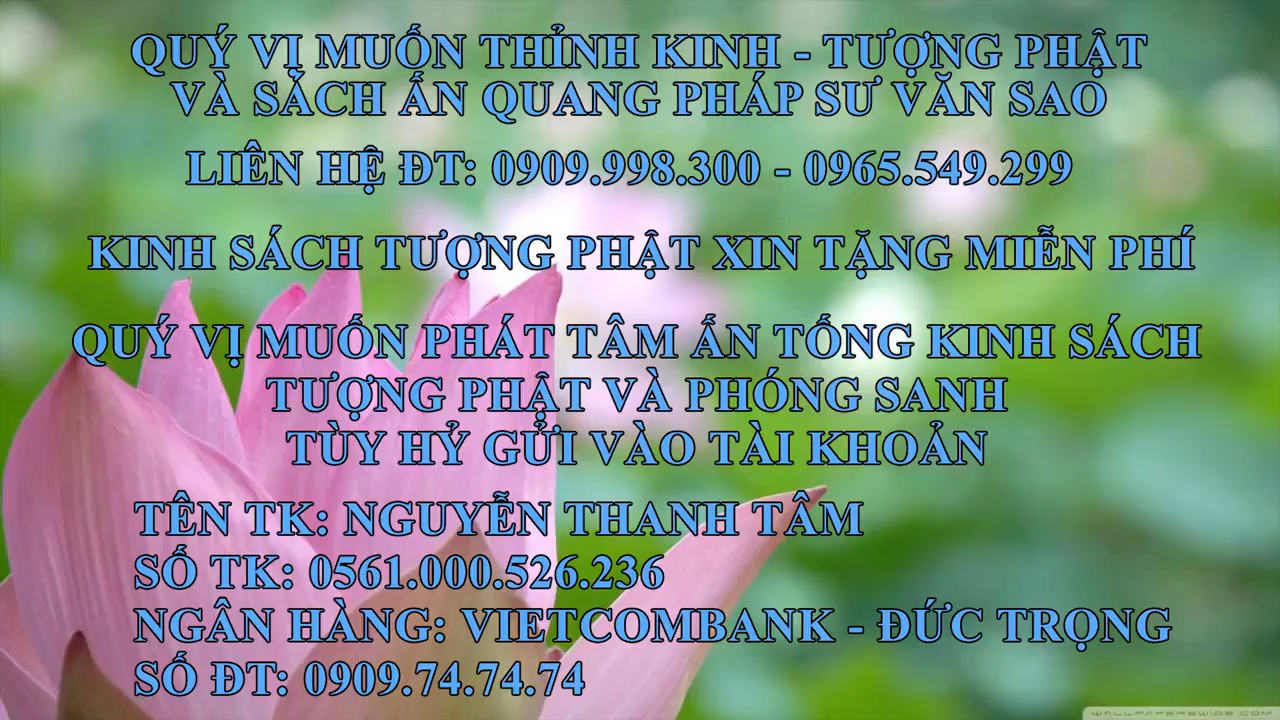 QUÝ VỊ MUỐN THỈNH KINH - TƯỢNG PHẬT
VÀ SÁCH ẤN QUANG PHÁP SƯ VĂN SAO
LIÊN HỆ ĐT: 0909.998.300 - 0965.549.299
KINH SÁCH TƯỢNG PHẬT XIN TẶNG MIỄN PHÍ
QUÝ VỊ MUỐN PHÁT TÂM ẤN TỐNG KINH SÁCH
TƯỢNG PHẬT VÀ PHÓNG SANH
TÙY HỶ GỬI VÀO TÀI KHOẢN
TÊN TK: NGUYỄN THANH TÂM
SỐ TK: 0561.000.526.236
NGÂN HÀNG: VIETCOMBANK - ĐỨC TRỌNG
SỐ ĐT: 0909.74.74.74
WALLPAPERSWIDE.COM